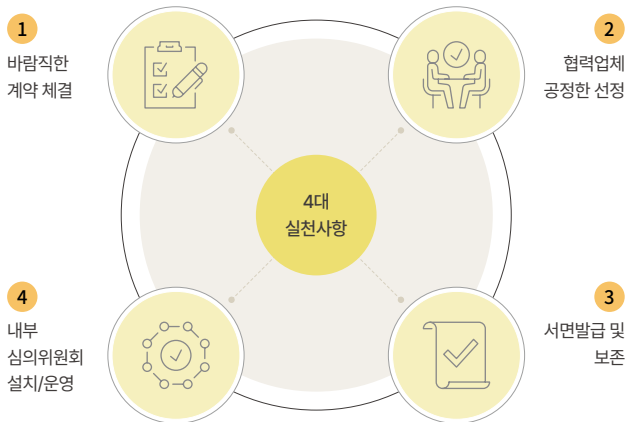 1
바람직한
계약 체결
2
협력업체
공정한 선정
4대
실천사항
4
내부
심의위원회
설치/운영
3
서면발급 및
보존